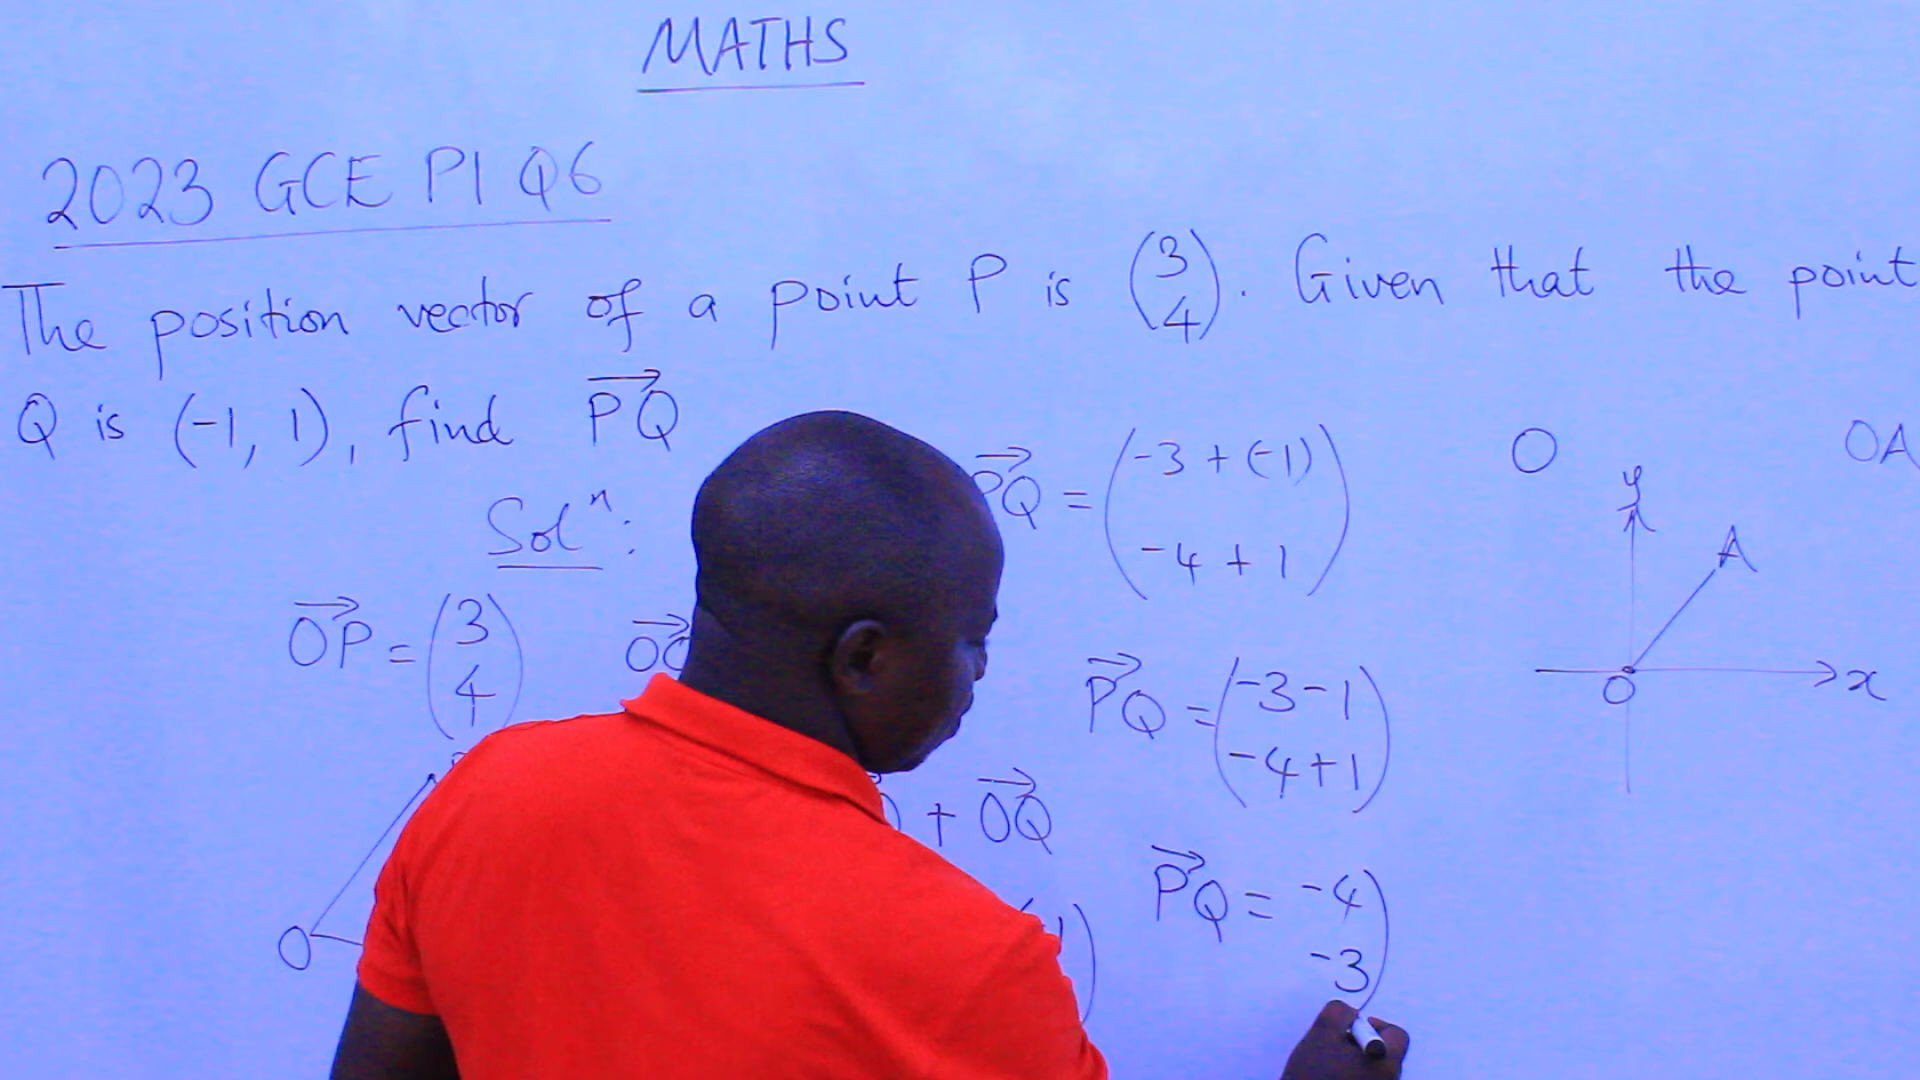 MATHS
2023 GCE P1 Q6
The position vector of a point P is (3 4). Given that the point
Q is (-1, 1), find PQ
Solⁿ:
OP = (3 4)
+ OQ
O
PQ = (-3 + (-1) -4 + 1)
PQ = (-3 - 1 -4 + 1)
PQ = -4 -3)
O
OA
y
A
O
x